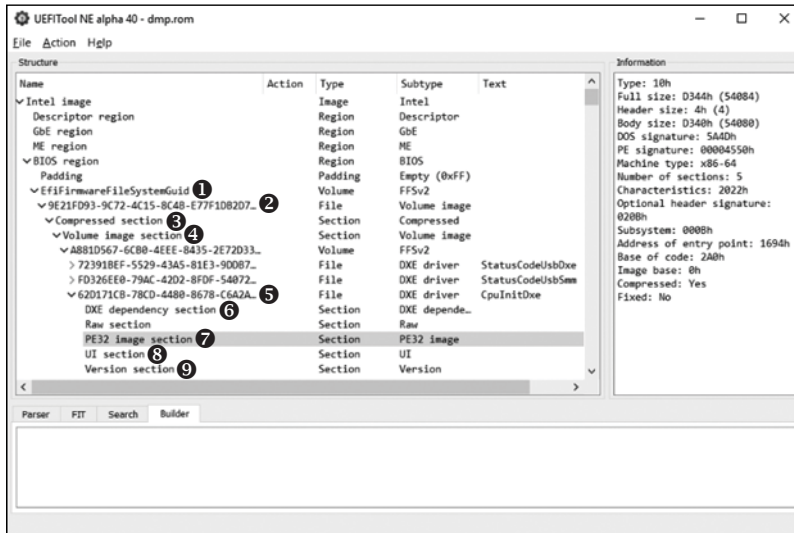 UEFITool NE alpha 40 - dmp.rom
File Action Help
Structure
Name Action Type Subtype Text
Intel image Image Intel
Descriptor region Region Descriptor
GbE region Region GbE
ME region Region ME
BIOS region Region BIOS
Padding Padding Empty (0xFF)
EfiFirmwareFileSystemGuid ❶ Volume FFSv2
9E21FD93-9C72-4C15-8C4B-E77F1DB2D7… ❷ File Volume image
Compressed section ❸ Section Compressed
Volume image section ❹ Section Volume image
A881D567-6CB0-4EEE-8435-2E72D33… Volume FFSv2
723918EF-5529-43A5-81E3-9DDB7… File DXE driver StatusCodeUsbDxe
FD326EE0-79AC-42D2-8FDF-54072… File DXE driver StatusCodeUsbSmm
62D171CB-78CD-4480-8678-C6A2A… ❺ File DXE driver CpuInitDxe
DXE dependency section ❻ Section DXE depende…
Raw section Section Raw
PE32 image section ❼ Section PE32 image
UI section ❽ Section UI
Version section ❾ Section Version
Information
Type: 10h
Full size: D344h (54084)
Header size: 4h (4)
Body size: D340h (54080)
DOS signature: 5A4Dh
PE signature: 00004550h
Machine type: x86-64
Number of sections: 5
Characteristics: 2022h
Optional header signature:
020Bh
Subsystem: 000Bh
Address of entry point: 1694h
Base of code: 2A0h
Image base: 0h
Compressed: Yes
Fixed: No
Parser FIT Search Builder